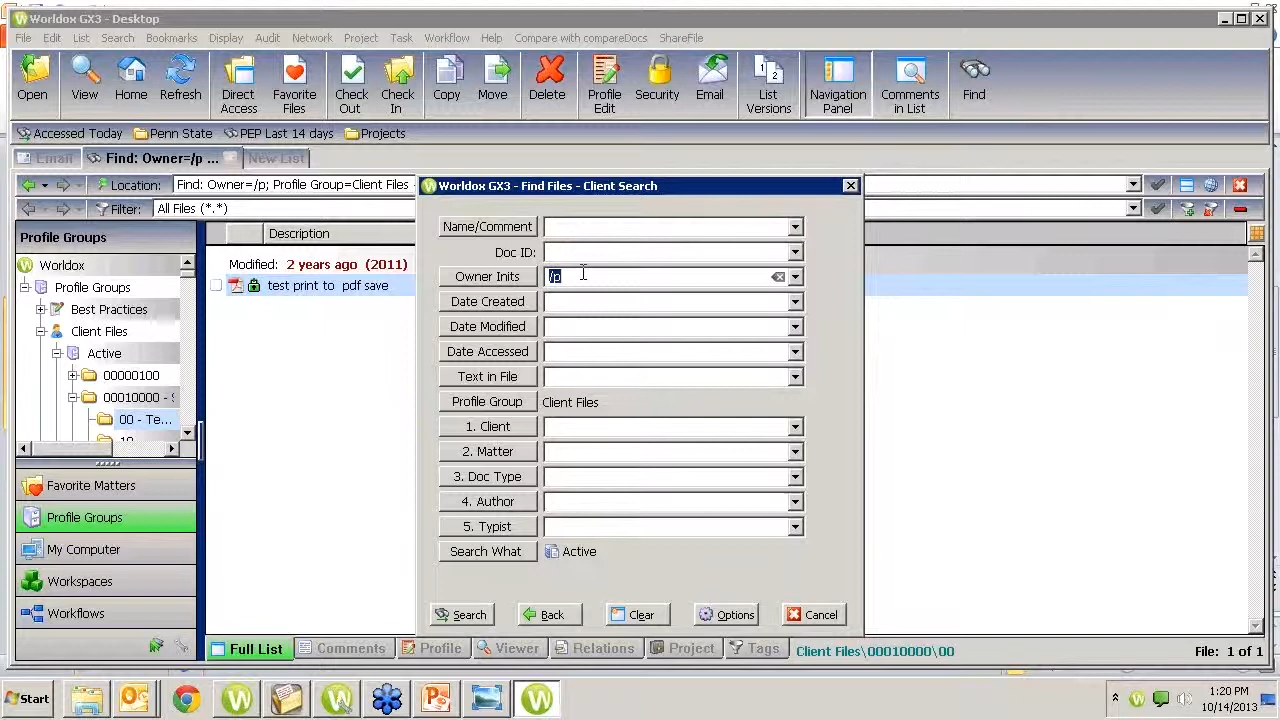 Worldox GX3 - Desktop
File Edit List Search Bookmarks Display Audit Network Project Task Workflow Help Compare with compareDocs ShareFile
Open View Home Refresh Direct Access Favorite Files Check Out Check In Copy Move Delete Profile Edit Security Email List Versions Navigation Panel Comments in List Find
Accessed Today Penn State PEP Last 14 days Projects
Email Find: Owner=/p ... New List
Location: Find: Owner=/p; Profile Group=Client Files
Filter: All Files (*.*)
Profile Groups
Description
Worldox
Profile Groups
Best Practices
Client Files
Active
00000100
00010000 -
00 - Te...
Modified: 2 years ago (2011)
test print to pdf save
Favorite Matters
Profile Groups
My Computer
Workspaces
Workflows
Worldox GX3 - Find Files - Client Search
Name/Comment
Doc ID:
Owner Inits /p
Date Created
Date Modified
Date Accessed
Text in File
Profile Group Client Files
1. Client
2. Matter
3. Doc Type
4. Author
5. Typist
Search What Active
Search Back Clear Options Cancel
Full List Comments Profile Viewer Relations Project Tags Client Files\00010000\00 File: 1 of 1
Start
1:20 PM
10/14/2013